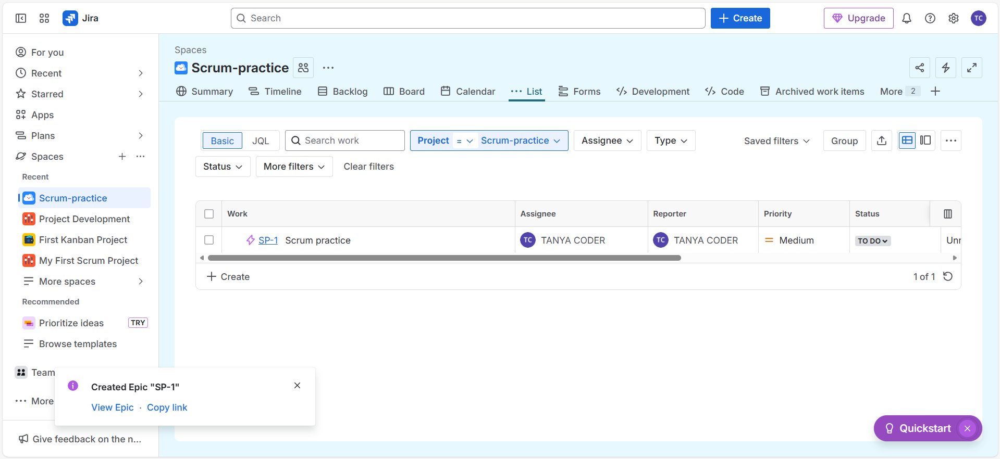 Jira
Search
Create
Upgrade
TC
For you
Recent
Starred
Apps
Plans
Spaces
Recent
Scrum-practice
Project Development
First Kanban Project
My First Scrum Project
More spaces
Recommended
Prioritize ideas TRY
Browse templates
Team
More
Give feedback on the n...
Spaces
Scrum-practice
Summary Timeline Backlog Board Calendar List Forms Development Code Archived work items More 2
Basic JQL Search work Project = Scrum-practice Assignee Type Saved filters Group
Status More filters Clear filters
Work Assignee Reporter Priority Status
SP-1 Scrum practice TC TANYA CODER TC TANYA CODER Medium TO DO Unr
Create 1 of 1
Created Epic "SP-1"
View Epic · Copy link
Quickstart